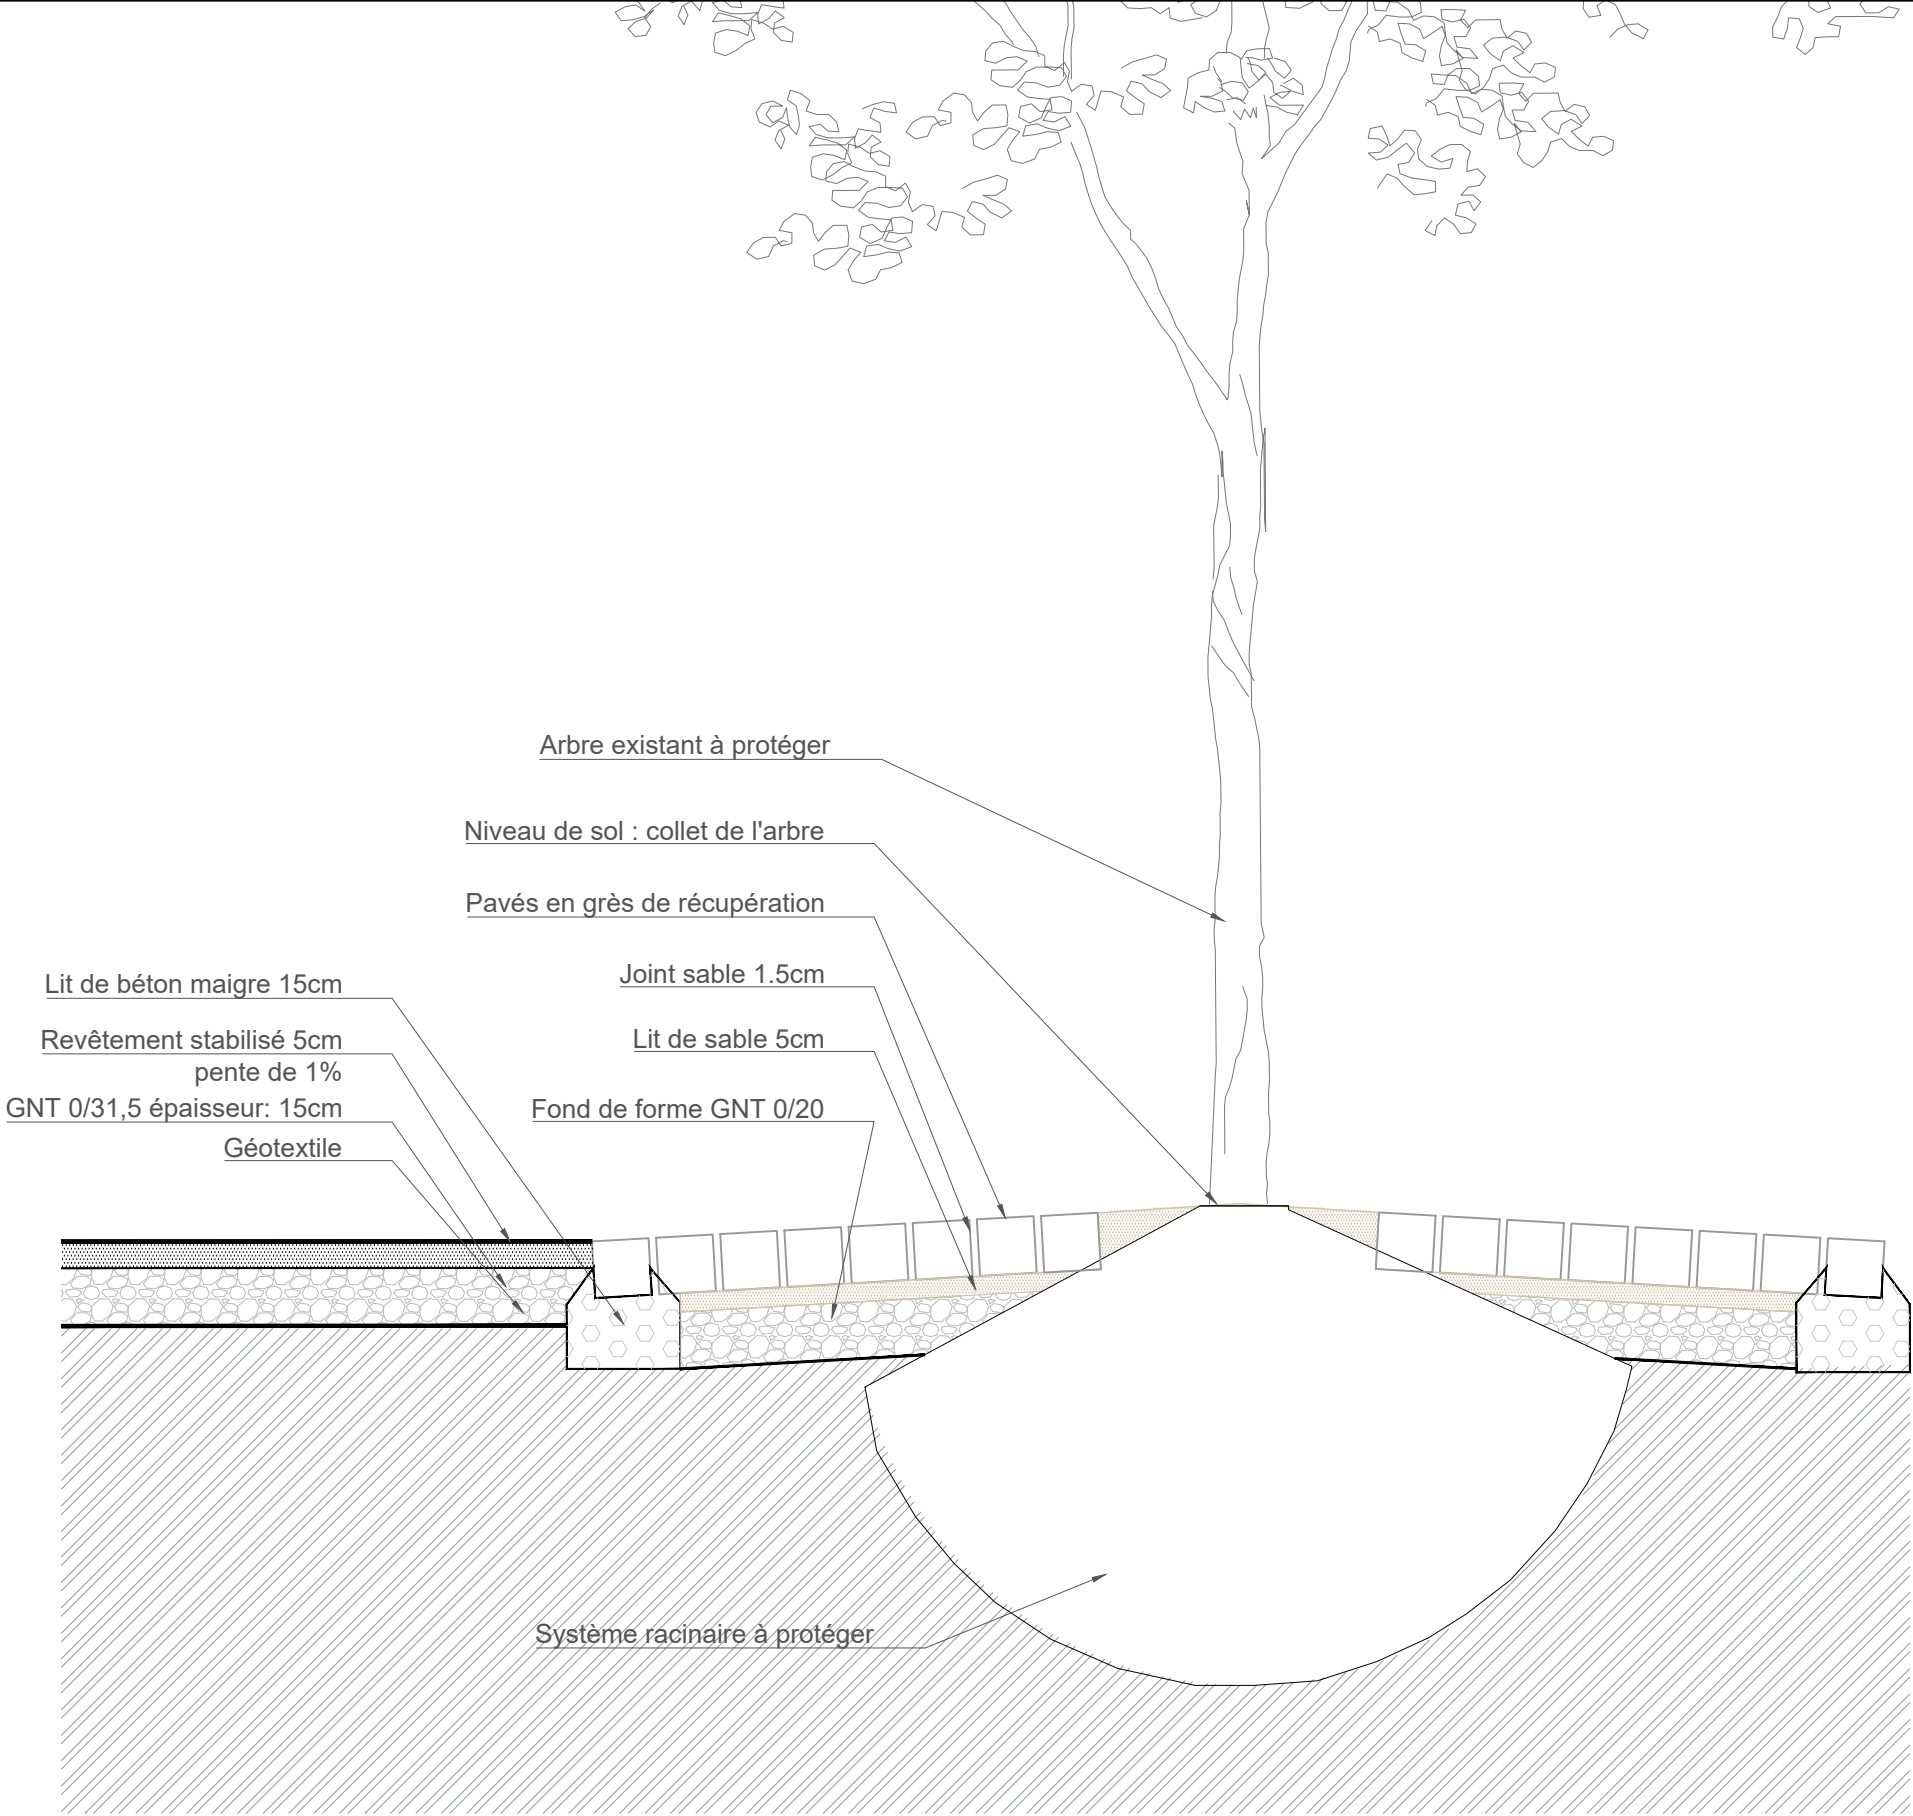 Arbre existant à protéger
Niveau de sol : collet de l'arbre
Pavés en grès de récupération
Joint sable 1.5cm
Lit de sable 5cm
Fond de forme GNT 0/20
Lit de béton maigre 15cm
Revêtement stabilisé 5cm
pente de 1%
GNT 0/31,5 épaisseur: 15cm
Géotextile
Système racinaire à protéger